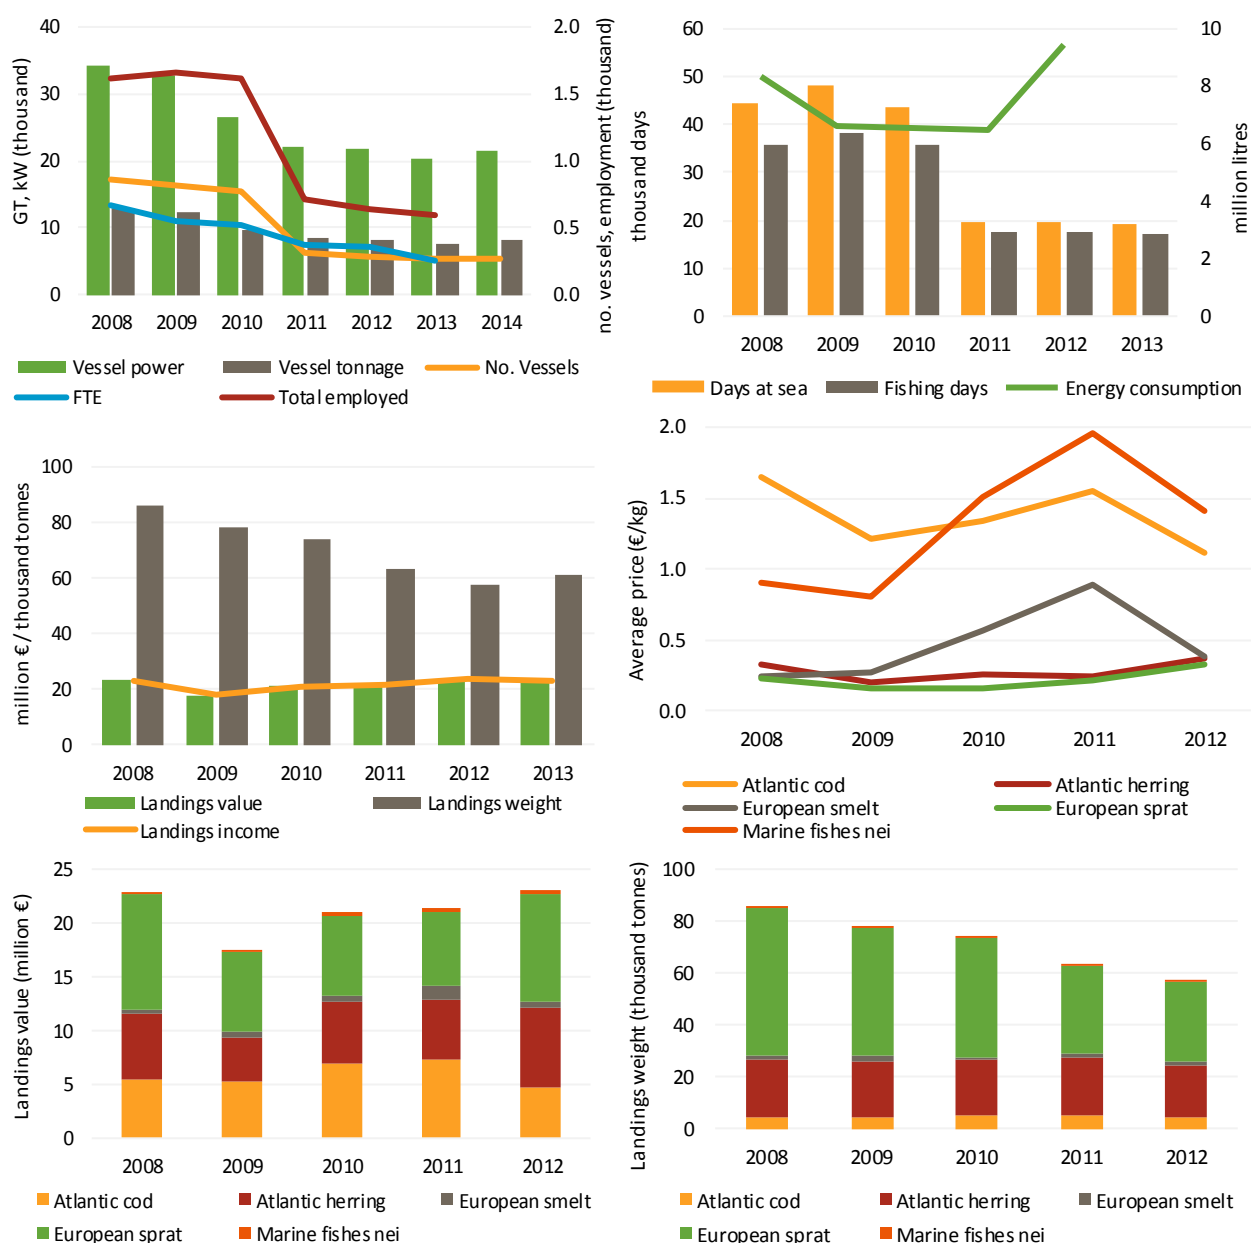 GT, kW (thousand)
40
30
20
10
0
2.0
1.5
1.0
0.5
0.0
no. vessels, employment (thousand)
2008 2009 2010 2011 2012 2013 2014
Vessel power Vessel tonnage No. Vessels
FTE Total employed
thousand days
60
50
40
30
20
10
0
10
8
6
4
2
0
million litres
2008 2009 2010 2011 2012 2013
Days at sea Fishing days Energy consumption
million € / thousand tonnes
100
80
60
40
20
0
2008 2009 2010 2011 2012 2013
Landings value Landings weight
Landings income
Average price (€/kg)
2.0
1.5
1.0
0.5
0.0
2008 2009 2010 2011 2012
Atlantic cod Atlantic herring
European smelt European sprat
Marine fishes nei
Landings value (million €)
25
20
15
10
5
0
2008 2009 2010 2011 2012
Atlantic cod Atlantic herring European smelt
European sprat Marine fishes nei
Landings weight (thousand tonnes)
100
80
60
40
20
0
2008 2009 2010 2011 2012
Atlantic cod Atlantic herring European smelt
European sprat Marine fishes nei